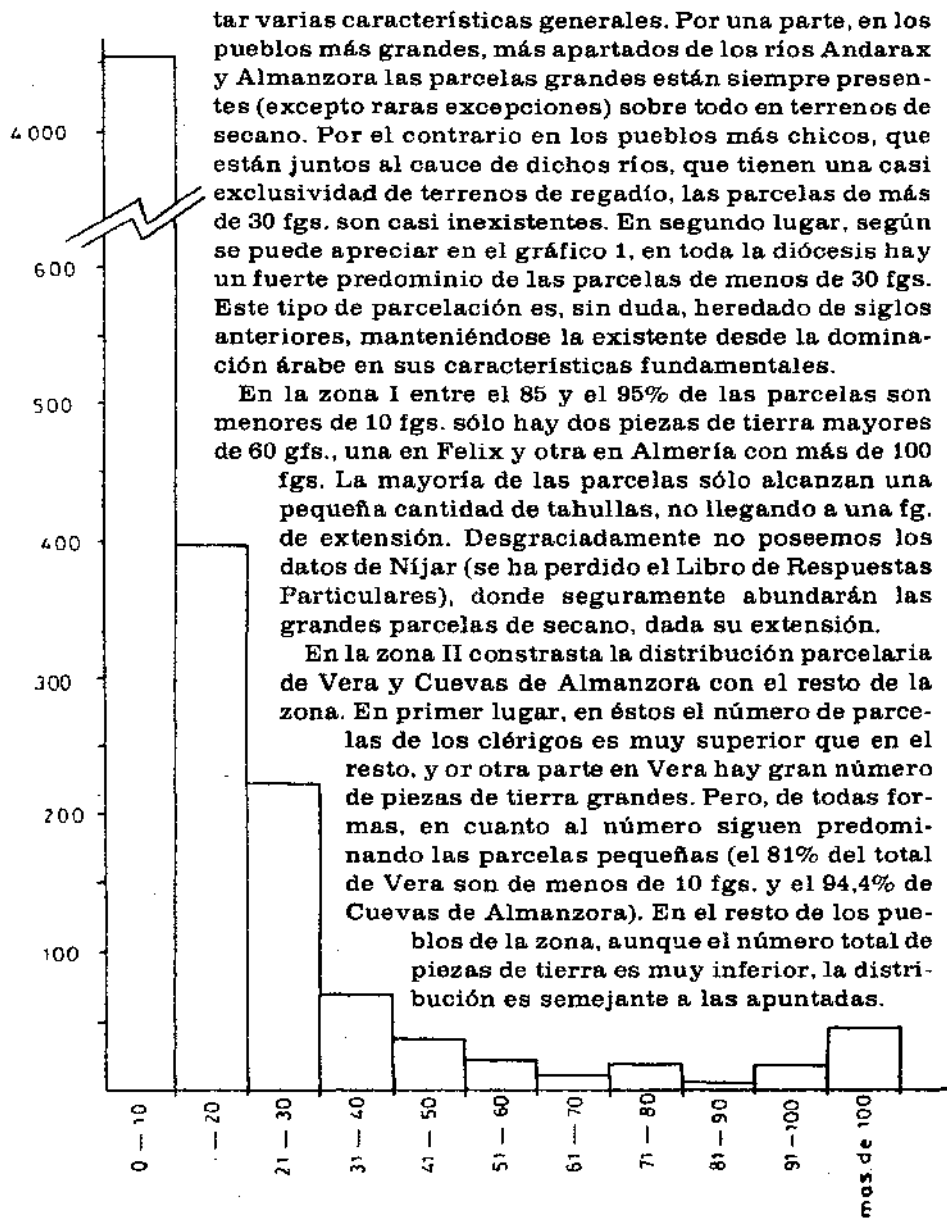 tar varias características generales. Por una parte, en los
pueblos más grandes, más apartados de los ríos Andarax
y Almanzora las parcelas grandes están siempre presen-
tes (excepto raras excepciones) sobre todo en terrenos de
secano. Por el contrario en los pueblos más chicos, que
están juntos al cauce de dichos ríos, que tienen una casi
exclusividad de terrenos de regadío, las parcelas de más
de 30 fgs. son casi inexistentes. En segundo lugar, según
se puede apreciar en el gráfico 1, en toda la diócesis hay
un fuerte predominio de las parcelas de menos de 30 fgs.
Este tipo de parcelación es, sin duda, heredado de siglos
anteriores, manteniéndose la existente desde la domina-
ción árabe en sus características fundamentales.
En la zona I entre el 85 y el 95% de las parcelas son
menores de 10 fgs. sólo hay dos piezas de tierra mayores
de 60 gfs., una en Felix y otra en Almería con más de 100
fgs. La mayoría de las parcelas sólo alcanzan una
pequeña cantidad de tahullas, no llegando a una fg.
de extensión. Desgraciadamente no poseemos los
datos de Níjar (se ha perdido el Libro de Respuestas
Particulares), donde seguramente abundarán las
grandes parcelas de secano, dada su extensión.
En la zona II constrasta la distribución parcelaria
de Vera y Cuevas de Almanzora con el resto de la
zona. En primer lugar, en éstos el número de parce-
las de los clérigos es muy superior que en el
resto, y or otra parte en Vera hay gran número
de piezas de tierra grandes. Pero, de todas for-
mas, en cuanto al número siguen predomi-
nando las parcelas pequeñas (el 81% del total
de Vera son de menos de 10 fgs. y el 94,4% de
Cuevas de Almanzora). En el resto de los pue-
blos de la zona, aunque el número total de
piezas de tierra es muy inferior, la distri-
bución es semejante a las apuntadas.
4000
600
500
400
300
200
100
0 — 10
— 20
21 — 30
31 — 40
41 — 50
51 — 60
61 — 70
71 — 80
81 — 90
91 — 100
mas de 100